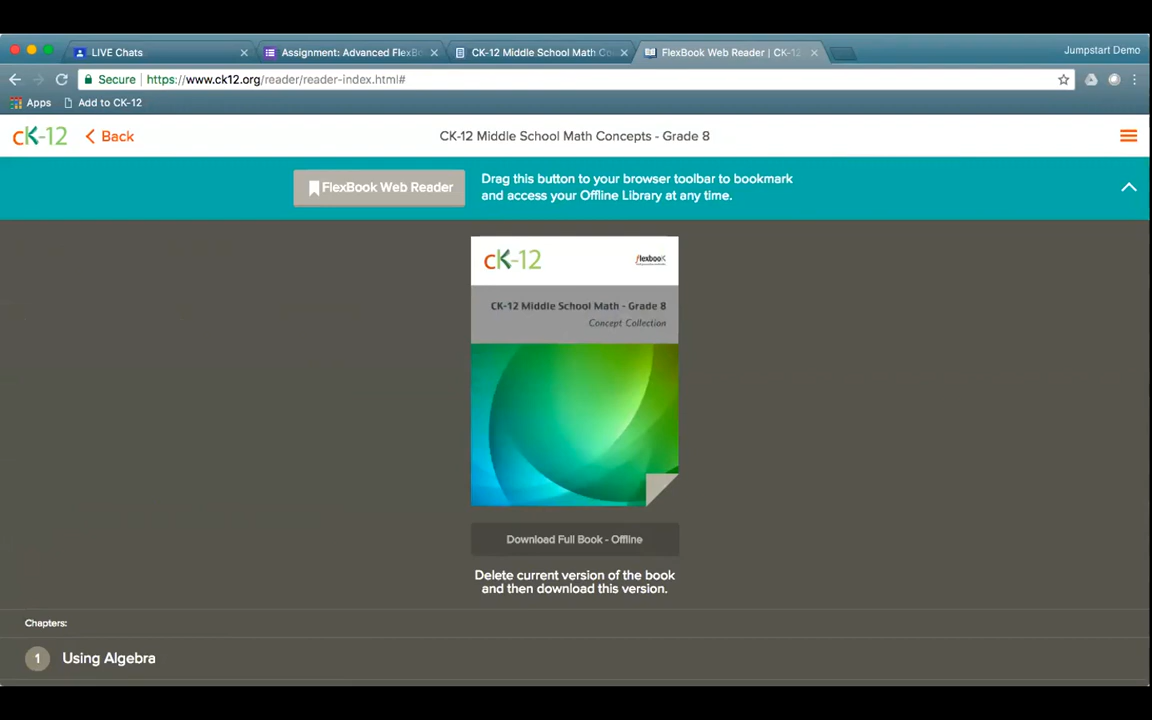 LIVE Chats
Assignment: Advanced FlexBo
CK-12 Middle School Math Co
FlexBook Web Reader | CK-12
Jumpstart Demo
Secure
https://www.ck12.org/reader/reader-index.html#
Apps
Add to CK-12
cK-12
Back
CK-12 Middle School Math Concepts - Grade 8
FlexBook Web Reader
Drag this button to your browser toolbar to bookmark
and access your Offline Library at any time.
cK-12
flexbook
CK-12 Middle School Math - Grade 8
Concept Collection
Download Full Book - Offline
Delete current version of the book
and then download this version.
Chapters:
1 Using Algebra